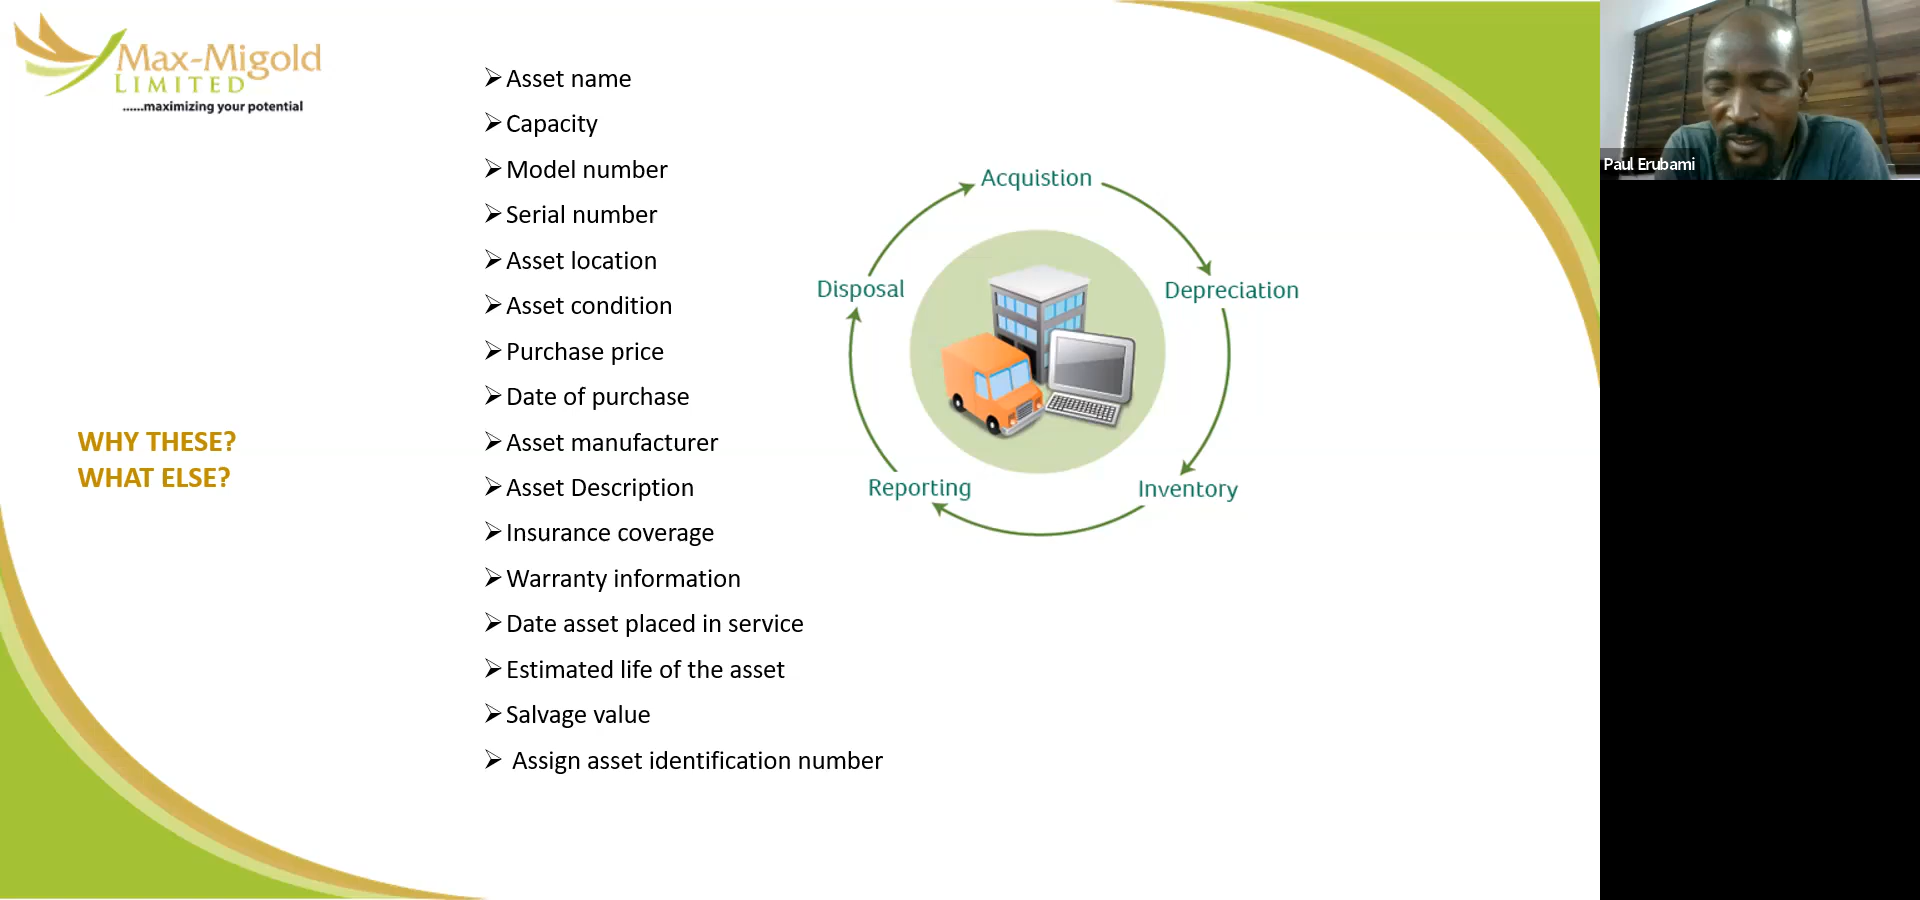 Max-Migold
LIMITED
......maximizing your potential
WHY THESE?
WHAT ELSE?
Asset name
Capacity
Model number
Serial number
Asset location
Asset condition
Purchase price
Date of purchase
Asset manufacturer
Asset Description
Insurance coverage
Warranty information
Date asset placed in service
Estimated life of the asset
Salvage value
Assign asset identification number
Acquistion
Depreciation
Inventory
Reporting
Disposal
Paul Erubami